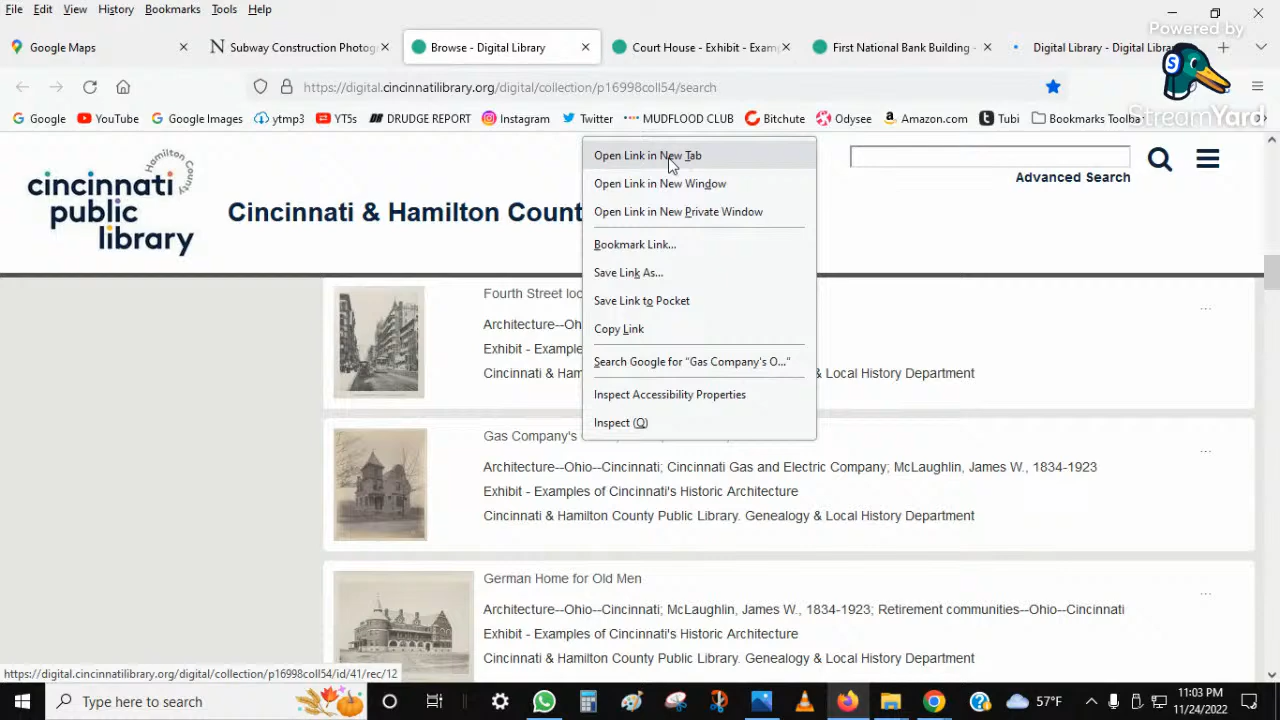 File Edit View History Bookmarks Tools Help
Powered by
Google Maps
Subway Construction Photog
Browse - Digital Library
Court House - Exhibit - Exam
First National Bank Building -
Digital Library - Digital Libra
https://digital.cincinnatilibrary.org/digital/collection/p16998coll54/search
StreamYard
Google YouTube Google Images ytmp3 YT5s DRUDGE REPORT Instagram Twitter MUDFLOOD CLUB Bitchute Odysee Amazon.com Tubi Bookmarks Toolbar
Hamilton County
cincinnati
public
library
Cincinnati & Hamilton Count
Advanced Search
Open Link in New Tab
Open Link in New Window
Open Link in New Private Window
Bookmark Link...
Save Link As...
Save Link to Pocket
Copy Link
Search Google for "Gas Company's O..."
Inspect Accessibility Properties
Inspect (Q)
Fourth Street
Architecture--Oh
Exhibit - Example
Cincinnati & Ham
& Local History Department
Gas Company's
Architecture--Ohio--Cincinnati; Cincinnati Gas and Electric Company; McLaughlin, James W., 1834-1923
Exhibit - Examples of Cincinnati's Historic Architecture
Cincinnati & Hamilton County Public Library. Genealogy & Local History Department
German Home for Old Men
Architecture--Ohio--Cincinnati; McLaughlin, James W., 1834-1923; Retirement communities--Ohio--Cincinnati
Exhibit - Examples of Cincinnati's Historic Architecture
Cincinnati & Hamilton County Public Library. Genealogy & Local History Department
https://digital.cincinnatilibrary.org/digital/collection/p16998coll54/id/41/rec/12
Type here to search
57°F
11:03 PM
11/24/2022